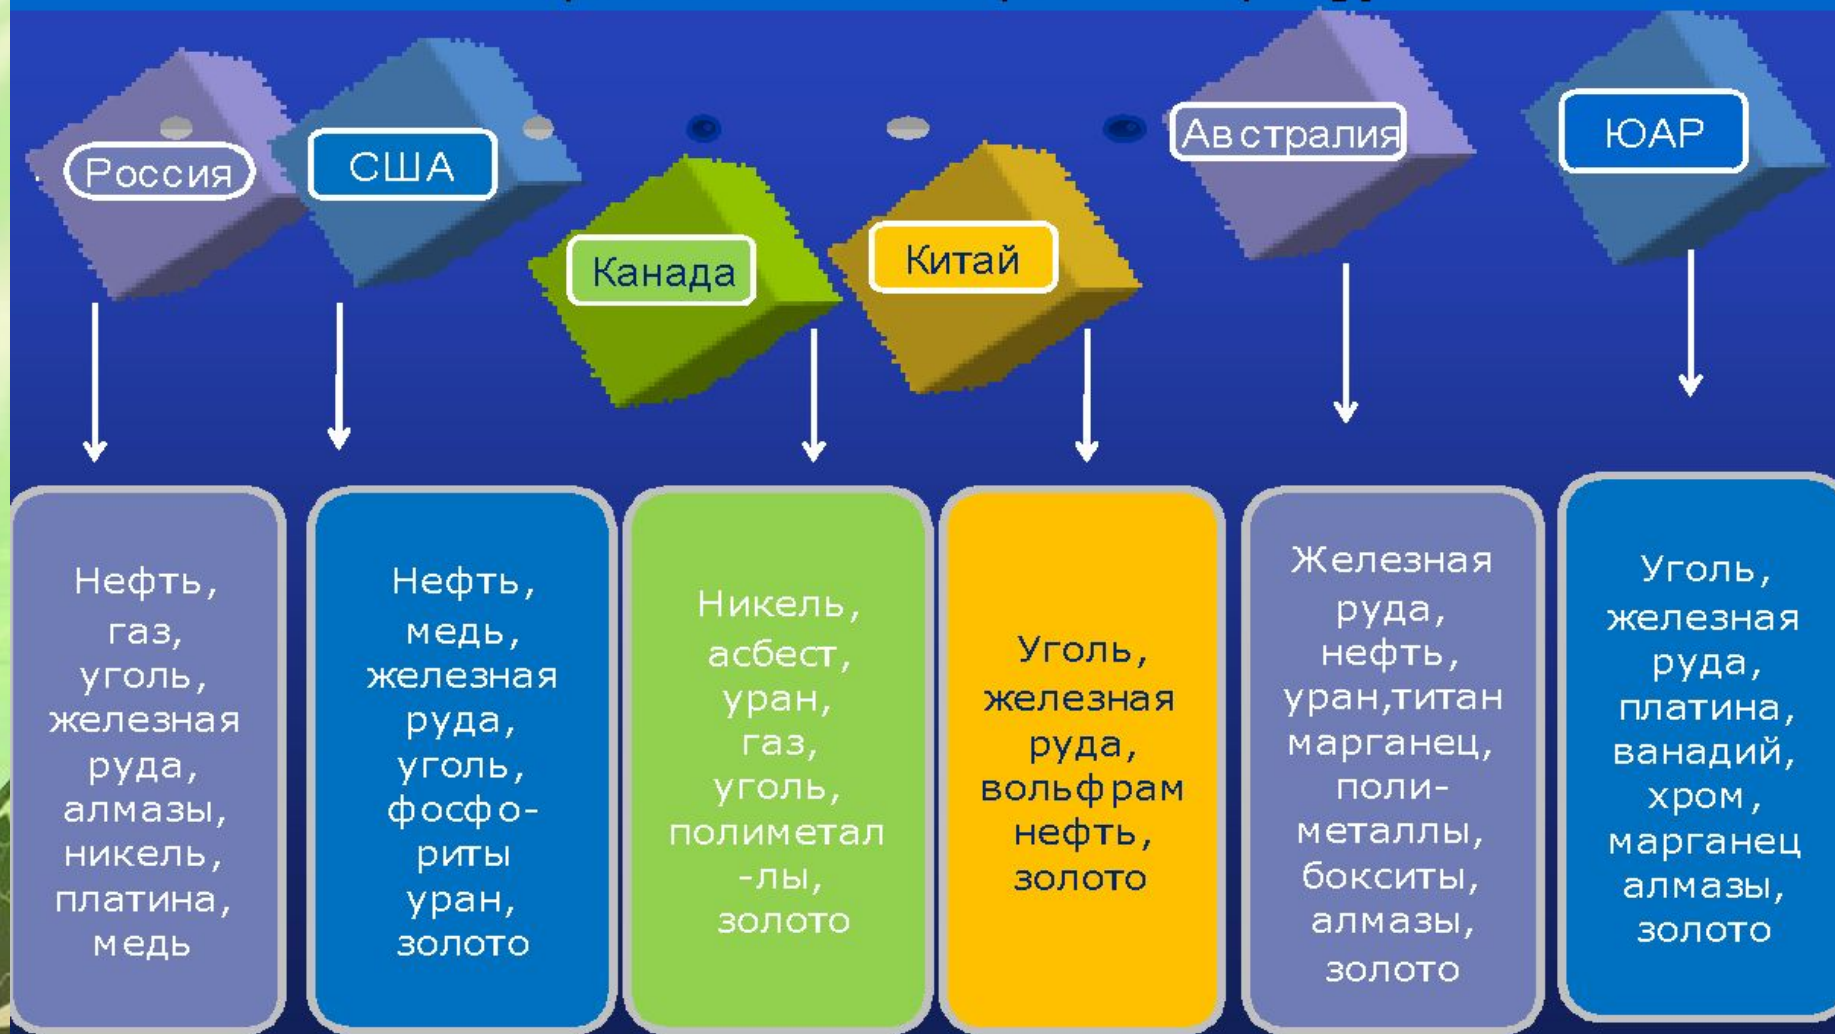 Россия
США
Канада
Китай
Австралия
ЮАР
Нефть,
газ,
уголь,
железная
руда,
алмазы,
никель,
платина,
медь
Нефть,
медь,
железная
руда,
уголь,
фосфо-
риты
уран,
золото
Никель,
асбест,
уран,
газ,
уголь,
полиметал
-лы,
золото
Уголь,
железная
руда,
вольфрам
нефть,
золото
Железная
руда,
нефть,
уран,титан
марганец,
поли-
металлы,
бокситы,
алмазы,
золото
Уголь,
железная
руда,
платина,
ванадий,
хром,
марганец
алмазы,
золото